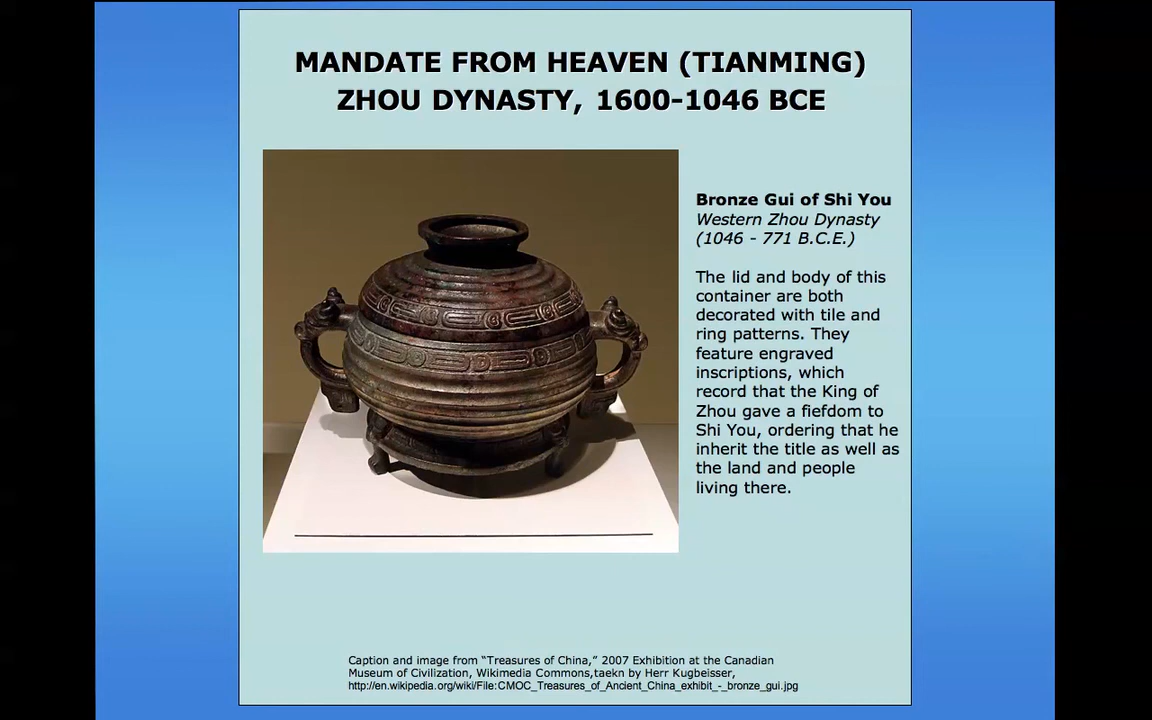 MANDATE FROM HEAVEN (TIANMING)
ZHOU DYNASTY, 1600-1046 BCE
Bronze Gui of Shi You
Western Zhou Dynasty
(1046 - 771 B.C.E.)
The lid and body of this
container are both
decorated with tile and
ring patterns. They
feature engraved
inscriptions, which
record that the King of
Zhou gave a fiefdom to
Shi You, ordering that he
inherit the title as well as
the land and people
living there.
Caption and image from “Treasures of China,” 2007 Exhibition at the Canadian
Museum of Civilization, Wikimedia Commons,taekn by Herr Kugbeisser,
http://en.wikipedia.org/wiki/File:CMOC_Treasures_of_Ancient_China_exhibit_-_bronze_gui.jpg